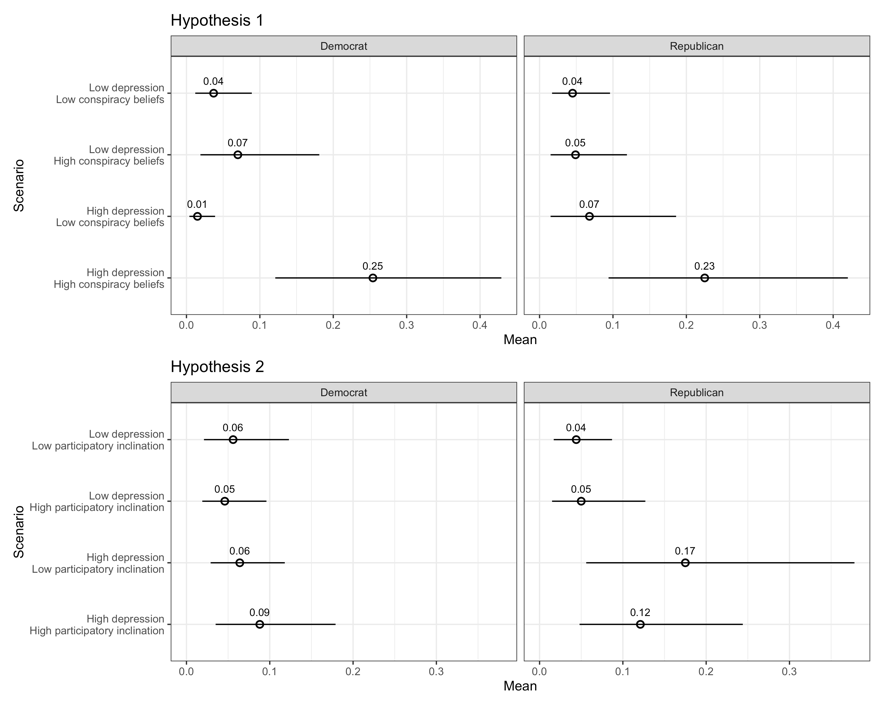 Hypothesis 1
Democrat
Republican
Scenario
Low depression
Low conspiracy beliefs
0.04
0.04
Low depression
High conspiracy beliefs
0.07
0.05
High depression
Low conspiracy beliefs
0.01
0.07
High depression
High conspiracy beliefs
0.25
0.23
0.0 0.1 0.2 0.3 0.4
0.0 0.1 0.2 0.3 0.4
Mean
Hypothesis 2
Democrat
Republican
Scenario
Low depression
Low participatory inclination
0.06
0.04
Low depression
High participatory inclination
0.05
0.05
High depression
Low participatory inclination
0.06
0.17
High depression
High participatory inclination
0.09
0.12
0.0 0.1 0.2 0.3
0.0 0.1 0.2 0.3
Mean